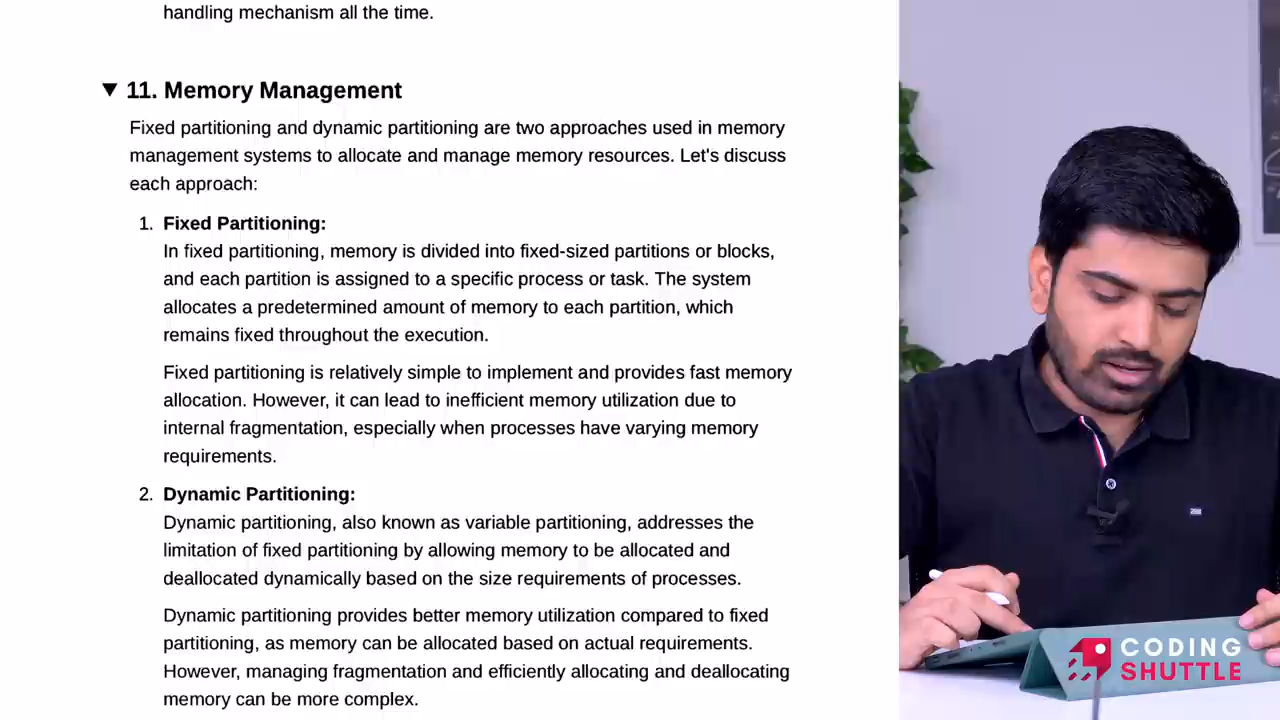 handling mechanism all the time.
▼ 11. Memory Management
Fixed partitioning and dynamic partitioning are two approaches used in memory
management systems to allocate and manage memory resources. Let's discuss
each approach:
1. Fixed Partitioning:
In fixed partitioning, memory is divided into fixed-sized partitions or blocks,
and each partition is assigned to a specific process or task. The system
allocates a predetermined amount of memory to each partition, which
remains fixed throughout the execution.
Fixed partitioning is relatively simple to implement and provides fast memory
allocation. However, it can lead to inefficient memory utilization due to
internal fragmentation, especially when processes have varying memory
requirements.
2. Dynamic Partitioning:
Dynamic partitioning, also known as variable partitioning, addresses the
limitation of fixed partitioning by allowing memory to be allocated and
deallocated dynamically based on the size requirements of processes.
Dynamic partitioning provides better memory utilization compared to fixed
partitioning, as memory can be allocated based on actual requirements.
However, managing fragmentation and efficiently allocating and deallocating
memory can be more complex.
CODING
SHUTTLE